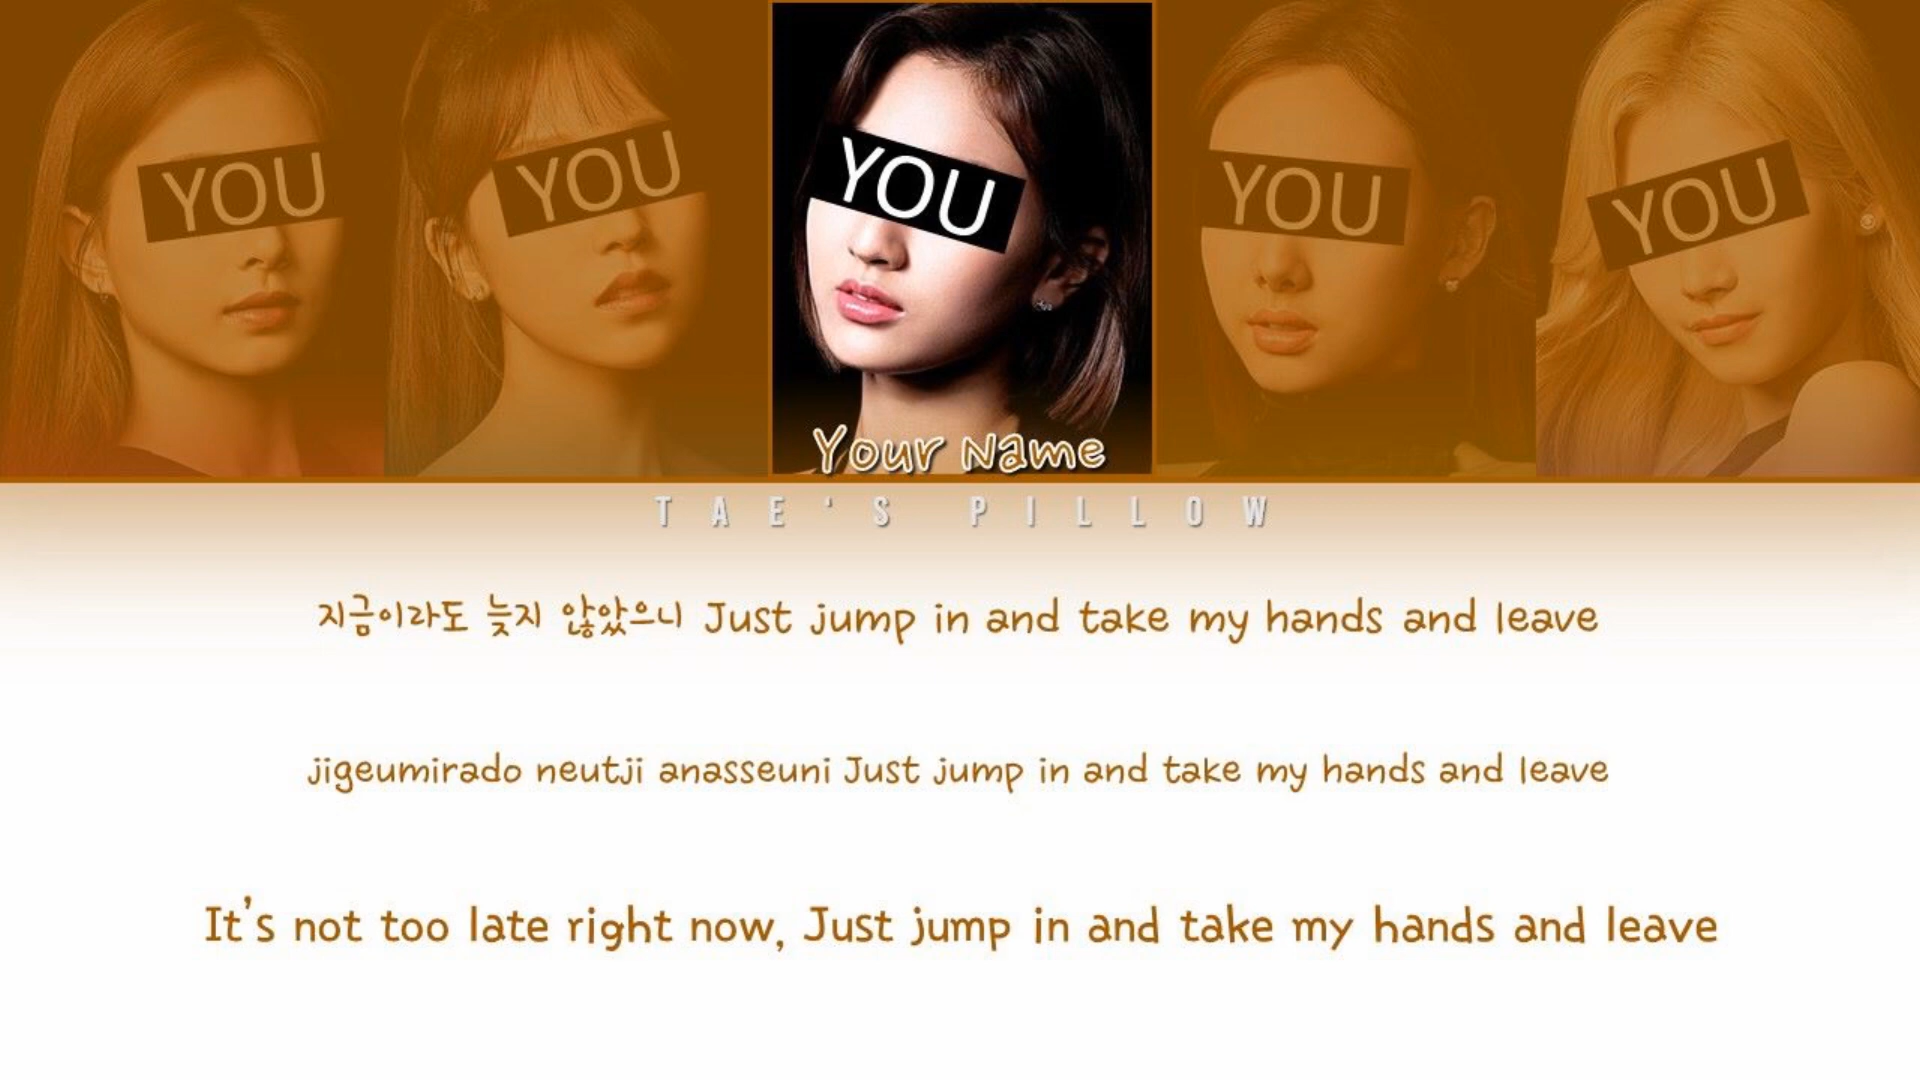 YOU YOU YOU YOU YOU
Your Name
TAE'S PILLOW
지금이라도 늦지 않았으니 Just jump in and take my hands and leave
jigeumirado neutji anasseuni Just jump in and take my hands and leave
It's not too late right now, Just jump in and take my hands and leave